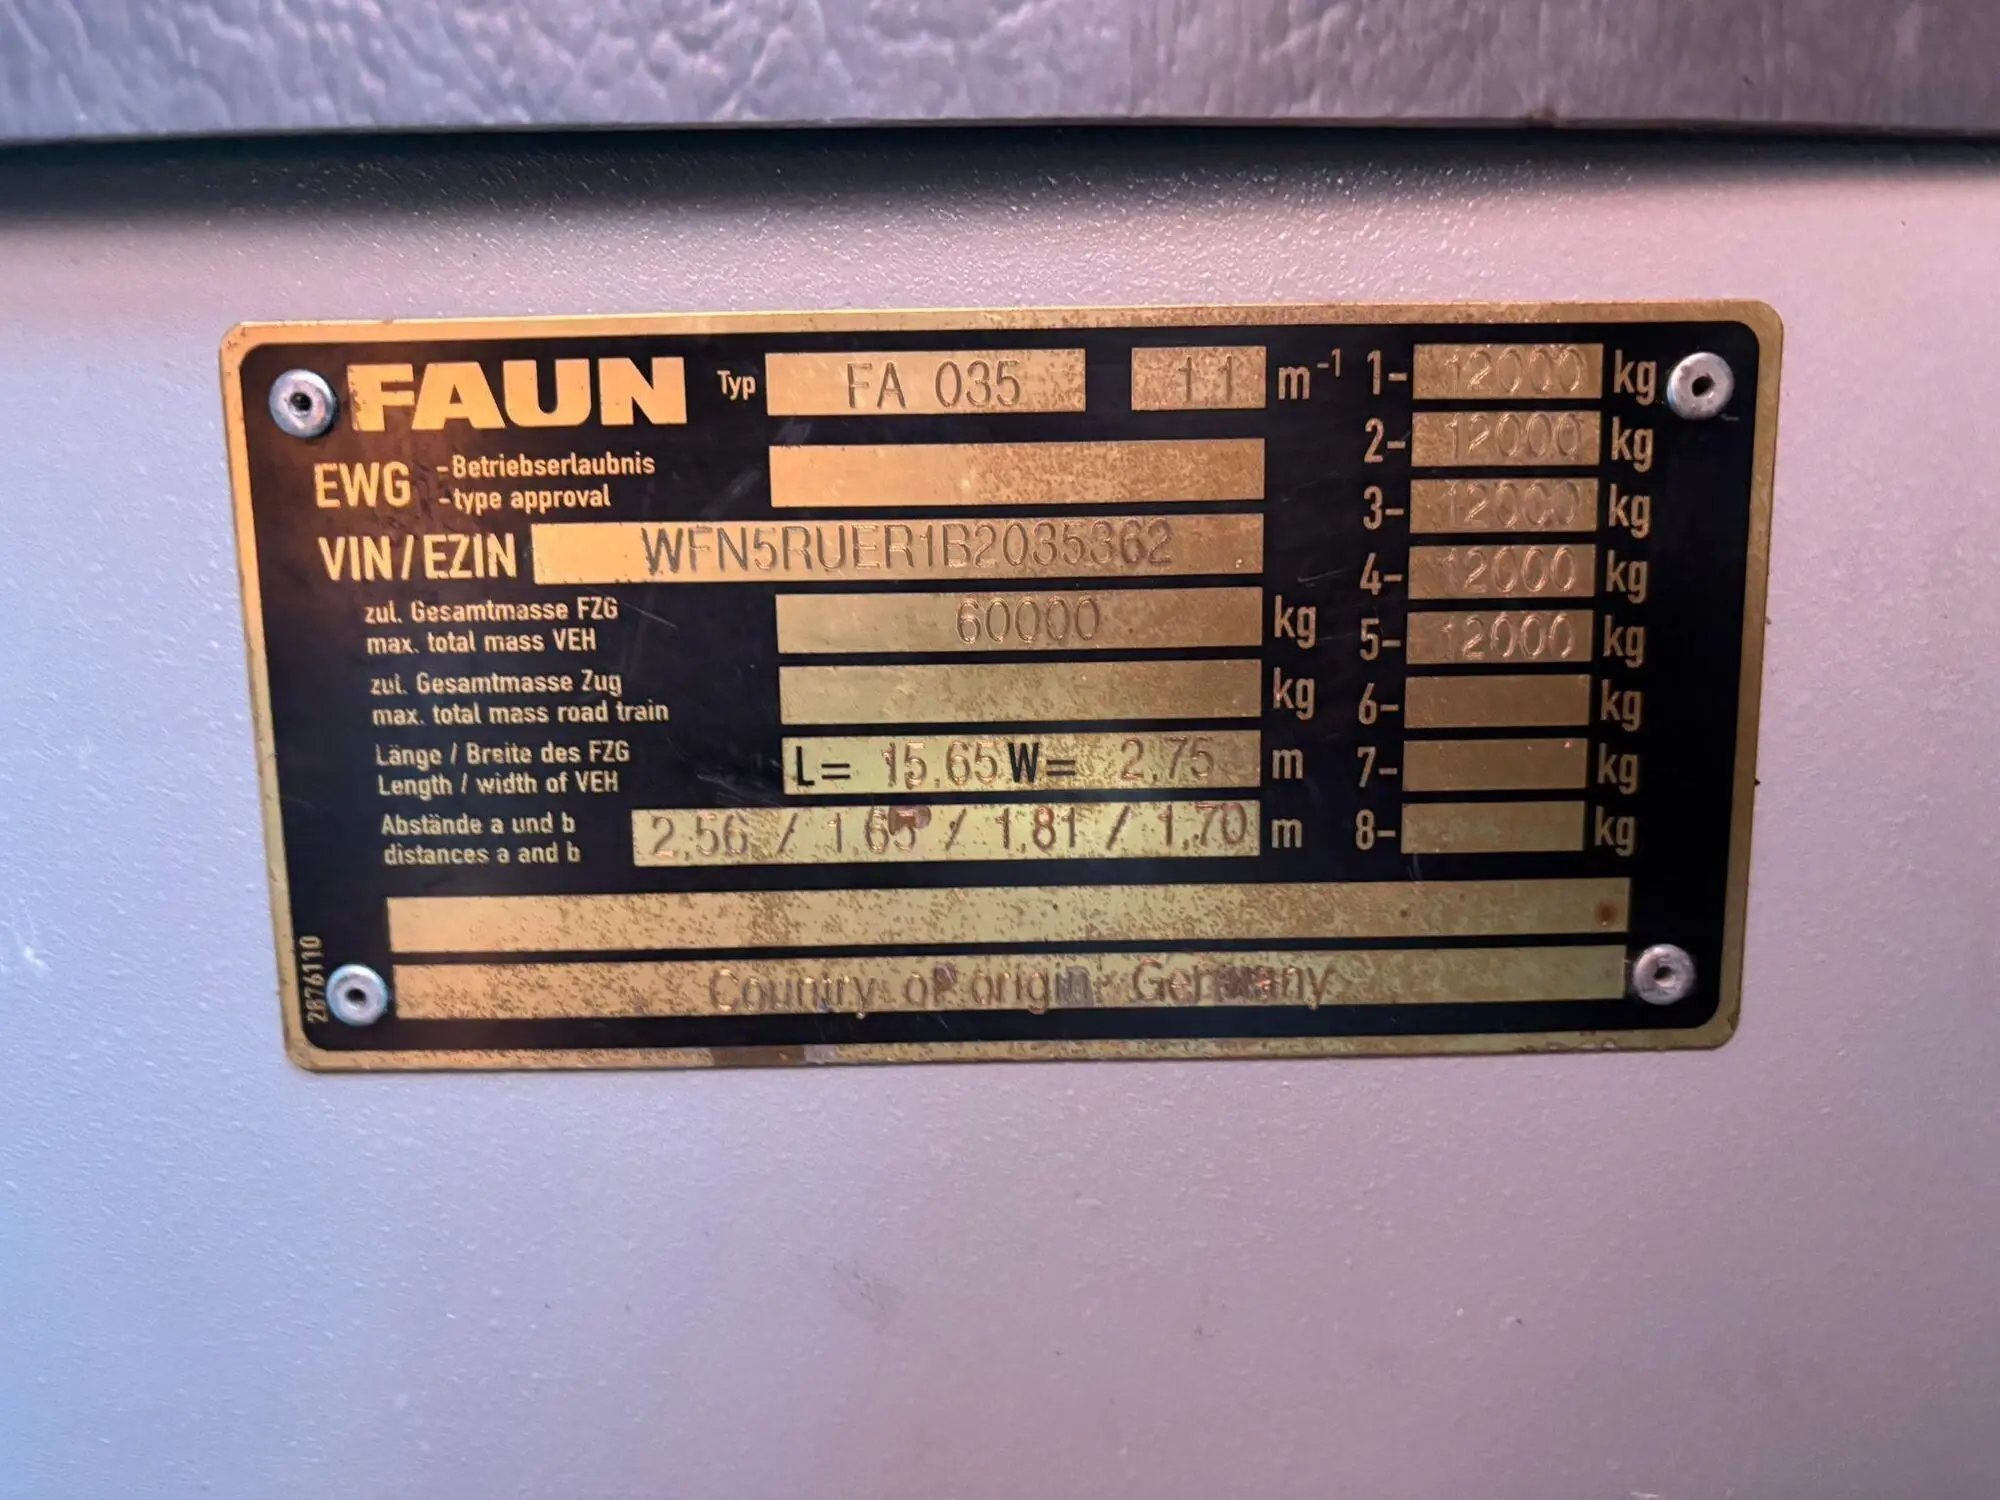 FAUN Typ FA 035 1.1 m-1 1- 12000 kg
2- 12000 kg
EWG -Betriebserlaubnis
-type approval
3- 12000 kg
VIN/EZIN WFN5RUER1B2035362
4- 12000 kg
zul. Gesamtmasse FZG
max. total mass VEH 60000 kg
5- 12000 kg
zul. Gesamtmasse Zug
max. total mass road train kg
6- kg
Länge / Breite des FZG
Length / width of VEH L= 15.65 W= 2.75 m
7- kg
Abstände a und b
distances a and b 2.56 / 1.65 / 1.81 / 1.70 m
8- kg
Country of origin: Germany
2876110